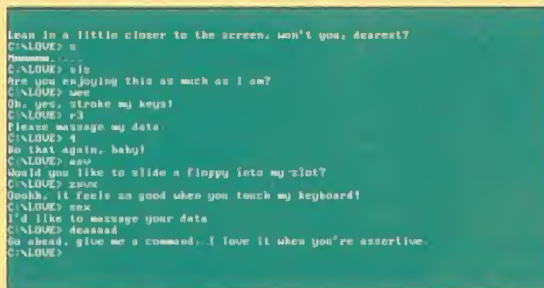 Lean in a little closer to the screen, won't you, dearest?
C:\LOVE> s
Mmmmmm.....
C:\LOVE> sls
Are you enjoying this as much as I am?
C:\LOVE> wee
Oh, yes, stroke my keys!
C:\LOVE> r3
Please massage my data
C:\LOVE> 4
Do that again, baby!
C:\LOVE> asv
Would you like to slide a floppy into my slot?
C:\LOVE> zxvx
Ooohh, it feels so good when you touch my keyboard!
C:\LOVE> sex
I'd like to massage your data
C:\LOVE> deaaaad
Go ahead, give me a command. I love it when you're assertive.
C:\LOVE>